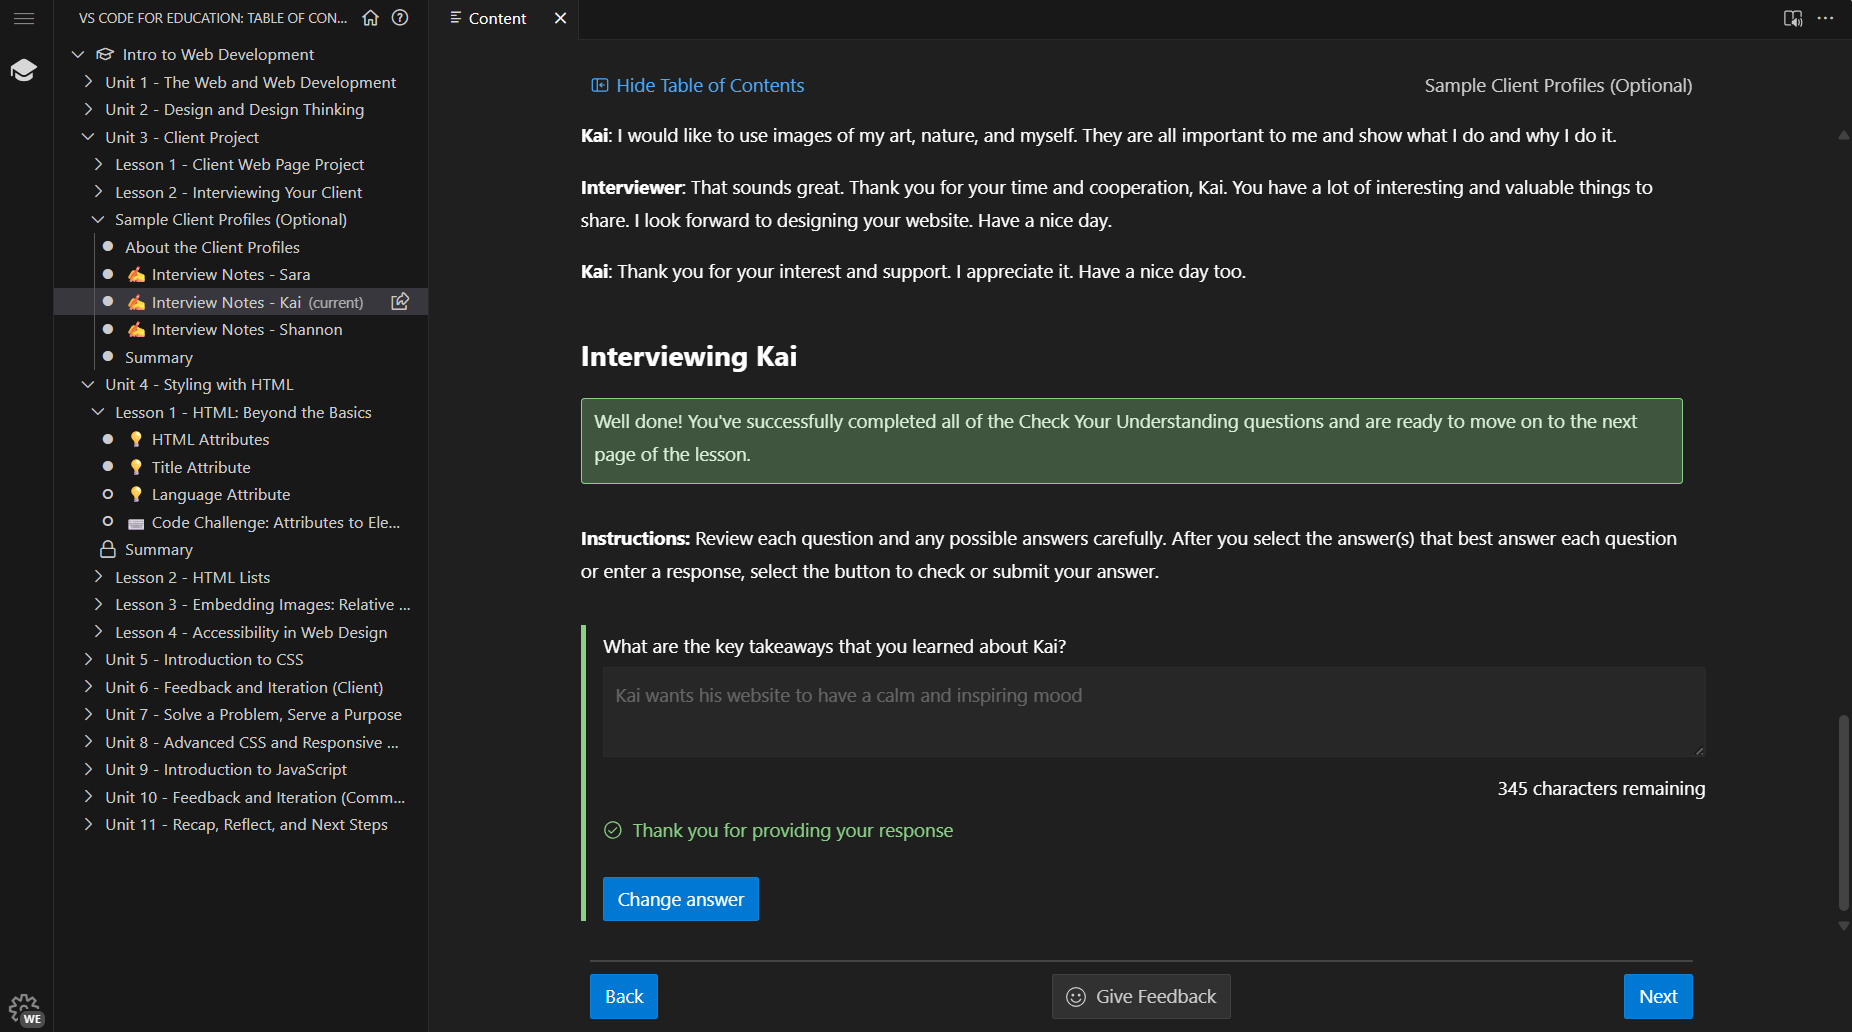 VS CODE FOR EDUCATION: TABLE OF CON...
Intro to Web Development
Unit 1 - The Web and Web Development
Unit 2 - Design and Design Thinking
Unit 3 - Client Project
Lesson 1 - Client Web Page Project
Lesson 2 - Interviewing Your Client
Sample Client Profiles (Optional)
About the Client Profiles
Interview Notes - Sara
Interview Notes - Kai (current)
Interview Notes - Shannon
Summary
Unit 4 - Styling with HTML
Lesson 1 - HTML: Beyond the Basics
HTML Attributes
Title Attribute
Language Attribute
Code Challenge: Attributes to Ele...
Summary
Lesson 2 - HTML Lists
Lesson 3 - Embedding Images: Relative ...
Lesson 4 - Accessibility in Web Design
Unit 5 - Introduction to CSS
Unit 6 - Feedback and Iteration (Client)
Unit 7 - Solve a Problem, Serve a Purpose
Unit 8 - Advanced CSS and Responsive ...
Unit 9 - Introduction to JavaScript
Unit 10 - Feedback and Iteration (Comm...
Unit 11 - Recap, Reflect, and Next Steps
WE
Content
Hide Table of Contents
Sample Client Profiles (Optional)
Kai: I would like to use images of my art, nature, and myself. They are all important to me and show what I do and why I do it.
Interviewer: That sounds great. Thank you for your time and cooperation, Kai. You have a lot of interesting and valuable things to
share. I look forward to designing your website. Have a nice day.
Kai: Thank you for your interest and support. I appreciate it. Have a nice day too.
Interviewing Kai
Well done! You've successfully completed all of the Check Your Understanding questions and are ready to move on to the next
page of the lesson.
Instructions: Review each question and any possible answers carefully. After you select the answer(s) that best answer each question
or enter a response, select the button to check or submit your answer.
What are the key takeaways that you learned about Kai?
Kai wants his website to have a calm and inspiring mood
345 characters remaining
Thank you for providing your response
Change answer
Back
Give Feedback
Next